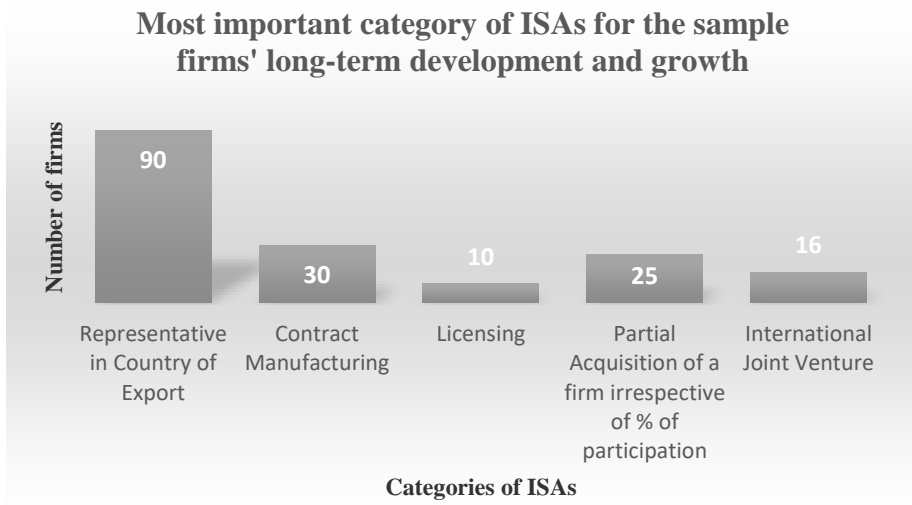 Most important category of ISAs for the sample
firms' long-term development and growth
Number of firms
90
30
10
25
16
Representative
in Country of
Export
Contract
Manufacturing
Licensing
Partial
Acquisition of a
firm irrespective
of % of
participation
International
Joint Venture
Categories of ISAs